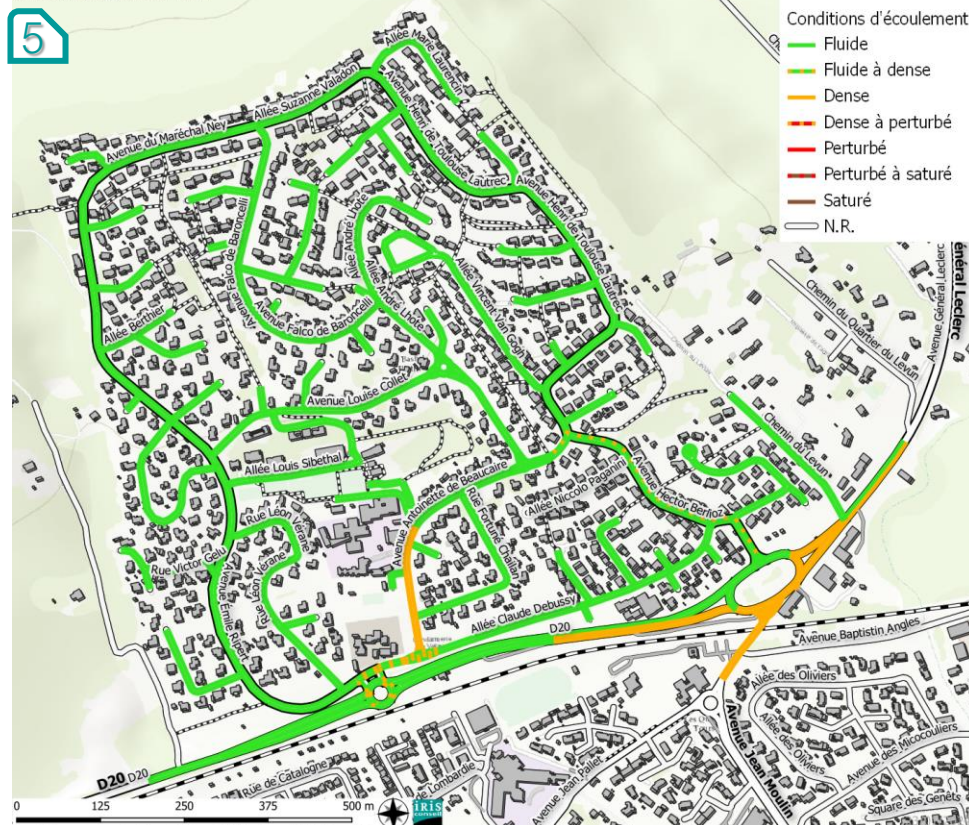 5
Conditions d'écoulement
Fluide
Fluide à dense
Dense
Dense à perturbé
Perturbé
Perturbé à saturé
Saturé
N.R.
Allée Marie Laurencin
Allée Suzanne Valadon
Avenue du Maréchal Ney
Avenue Henri de Toulouse Lautrec
Avenue Henri de Toulouse Lautrec
Avenue Falco de Baroncelli
Allée André Lhote
Allée André Lhote
Allée Vincent Van Gogh
Avenue Falco de Baroncelli
Allée Berthier
Avenue Louise Collet
Général Leclerc
Avenue Général Leclerc
Chemin du Quartier du Levun
Chemin du Levun
Allée Louis Sibethal
Avenue Antoinette de Beaucaire
Allée Niccolo Paganini
Avenue Hector Berlioz
Rue Fortuné Chailan
Rue Léon Vérane
Rue Léon Vérane
Rue Victor Gelu
Avenue Émile Ripert
Allée Claude Debussy
D20
Avenue Baptistin Angles
Allée des Oliviers
Allée des Oliviers
Avenue des Micocouliers
Square des Genêts
Avenue Jean Moulin
Avenue Jean Pallet
de Lombardie
Rue de Catalogne
D20 D20
0 125 250 375 500 m
iRis
conseil